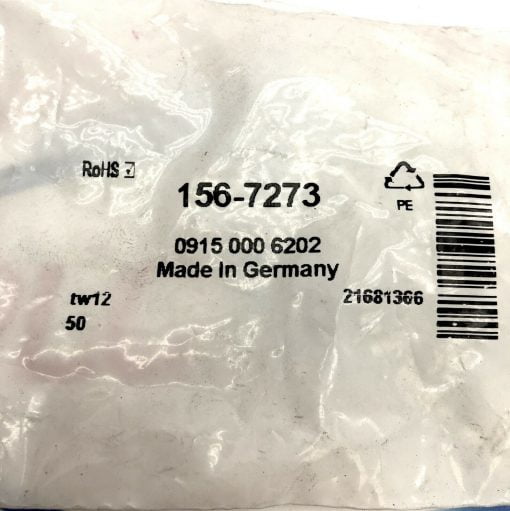 RoHS
156-7273
PE
0915 000 6202
Made In Germany
tw12
21681366
50